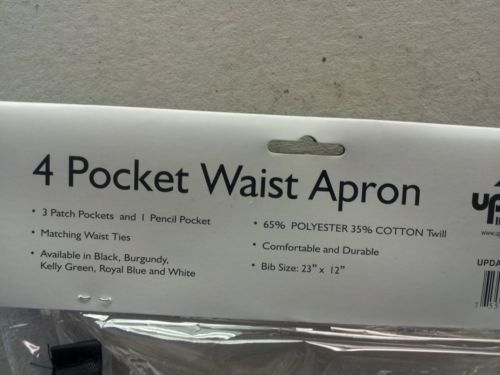 4 Pocket Waist Apron
• 3 Patch Pockets and 1 Pencil Pocket
• Matching Waist Ties
• Available in Black, Burgundy,
Kelly Green, Royal Blue and White
• 65% POLYESTER 35% COTTON Twill
• Comfortable and Durable
• Bib Size: 23" x 12"